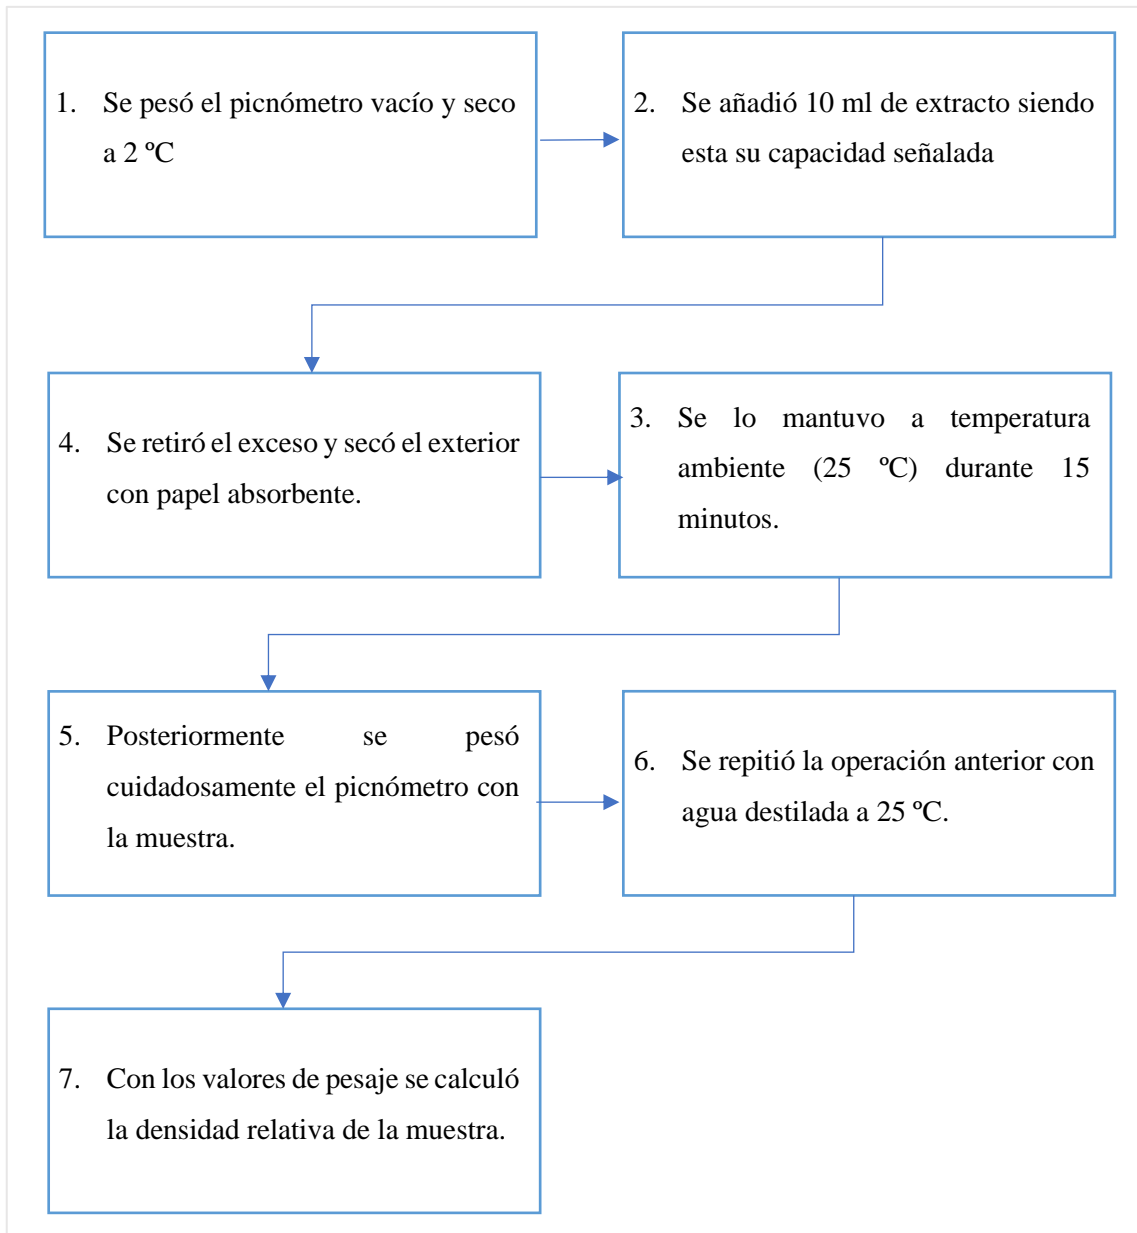 1. Se pesó el picnómetro vacío y seco
a 2 ºC
2. Se añadió 10 ml de extracto siendo
esta su capacidad señalada
4. Se retiró el exceso y secó el exterior
con papel absorbente.
3. Se lo mantuvo a temperatura
ambiente (25 ºC) durante 15
minutos.
5. Posteriormente se pesó
cuidadosamente el picnómetro con
la muestra.
6. Se repitió la operación anterior con
agua destilada a 25 ºC.
7. Con los valores de pesaje se calculó
la densidad relativa de la muestra.